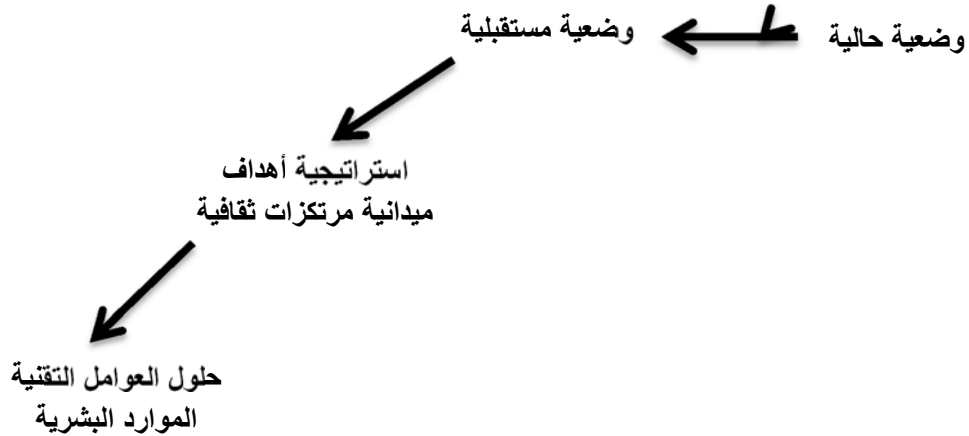 وضعية حالية
وضعية مستقبلية
استراتيجية أهداف
ميدانية مرتكزات ثقافية
حلول العوامل التقنية
الموارد البشرية